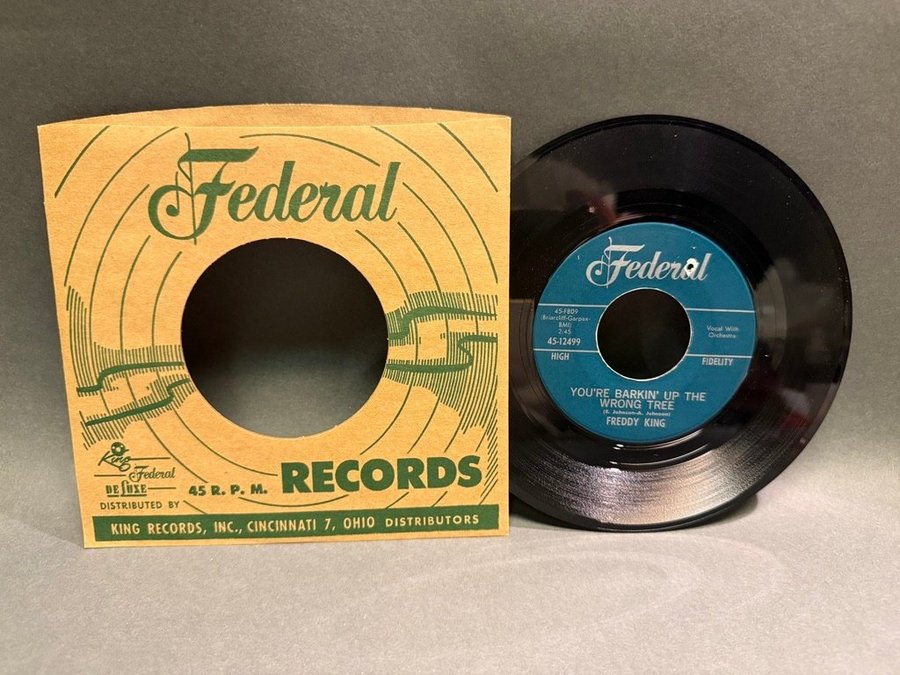 Federal
King
Federal
DE LUXE
DISTRIBUTED BY
45 R. P. M.
RECORDS
KING RECORDS, INC., CINCINNATI 7, OHIO DISTRIBUTORS
Federal
45-F809
(Briarcliff-Garpax-
BMI)
2:45
45-12499
Vocal With
Orchestra
HIGH
FIDELITY
YOU'RE BARKIN' UP THE
WRONG TREE
(E. Johnson-A. Johnson)
FREDDY KING